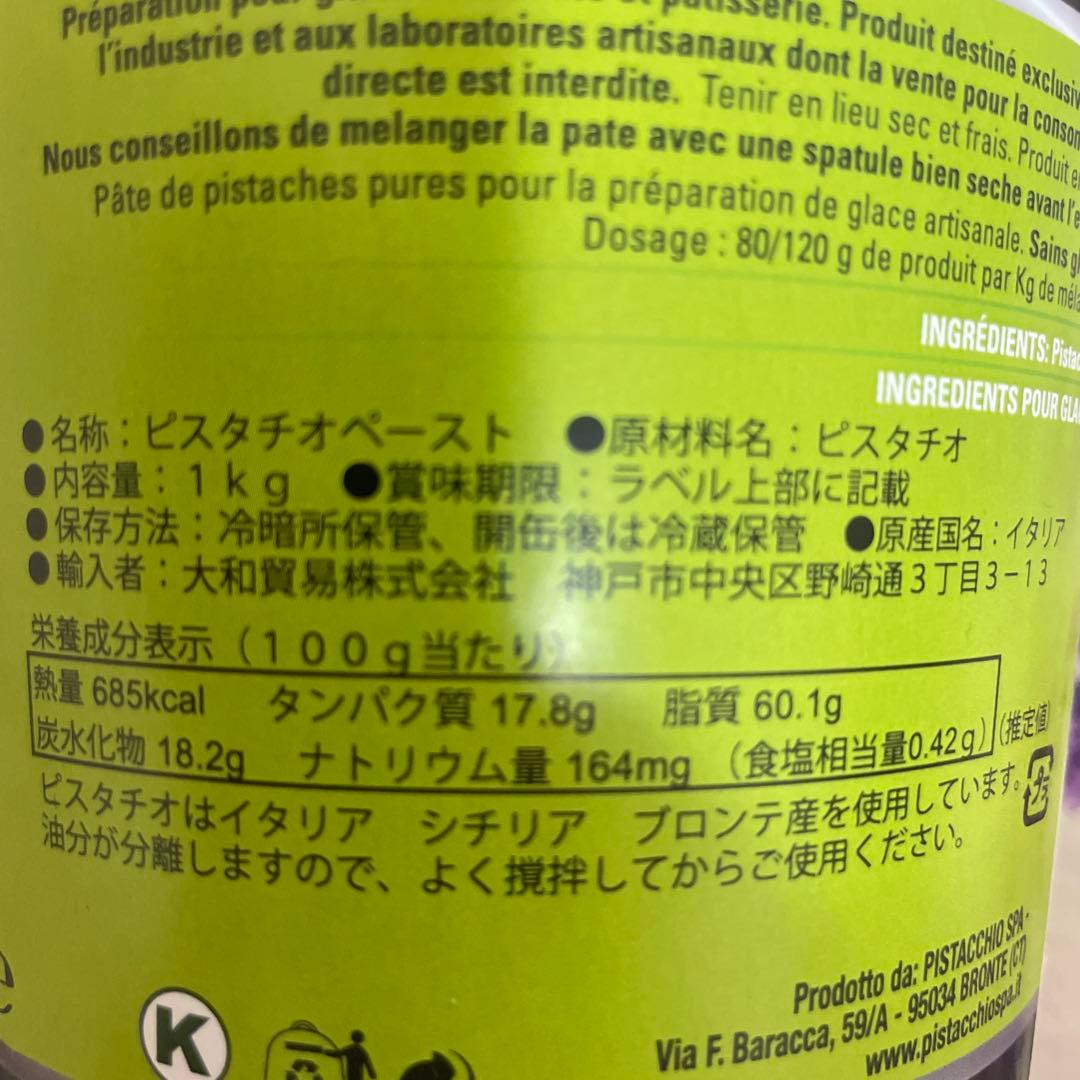 Préparation pour et pâtisserie. Produit destiné
l'industrie et aux laboratoires artisanaux dont la vente pour la
directe est interdite. Tenir en lieu sec et frais. Produit
Nous conseillons de melanger la pate avec une spatule bien seche avant
Pâte de pistaches pures pour la préparation de glace artisanale. Sains
Dosage : 80/120 g de produit par Kg de
INGRÉDIENTS:
INGREDIENTS POUR
●名称：ピスタチオペースト ●原材料名：ピスタチオ
●内容量：１ｋｇ ●賞味期限：ラベル上部に記載
●保存方法：冷暗所保管、開缶後は冷蔵保管 ●原産国名：イタリア
●輸入者：大和貿易株式会社 神戸市中央区野崎通３丁目３−１３
栄養成分表示（１００ｇ当たり）
熱量 685kcal タンパク質 17.8g 脂質 60.1g
炭水化物 18.2g ナトリウム量 164mg （食塩相当量0.42g）（推定値）
ピスタチオはイタリア シチリア ブロンテ産を使用しています。
プラ
油分が分離しますので、よく撹拌してからご使用ください。
Prodotto da: PISTACCHIO SPA -
Via F. Baracca, 59/A - 95034 BRONTE (CT)
www.pistacchiospa.it
K